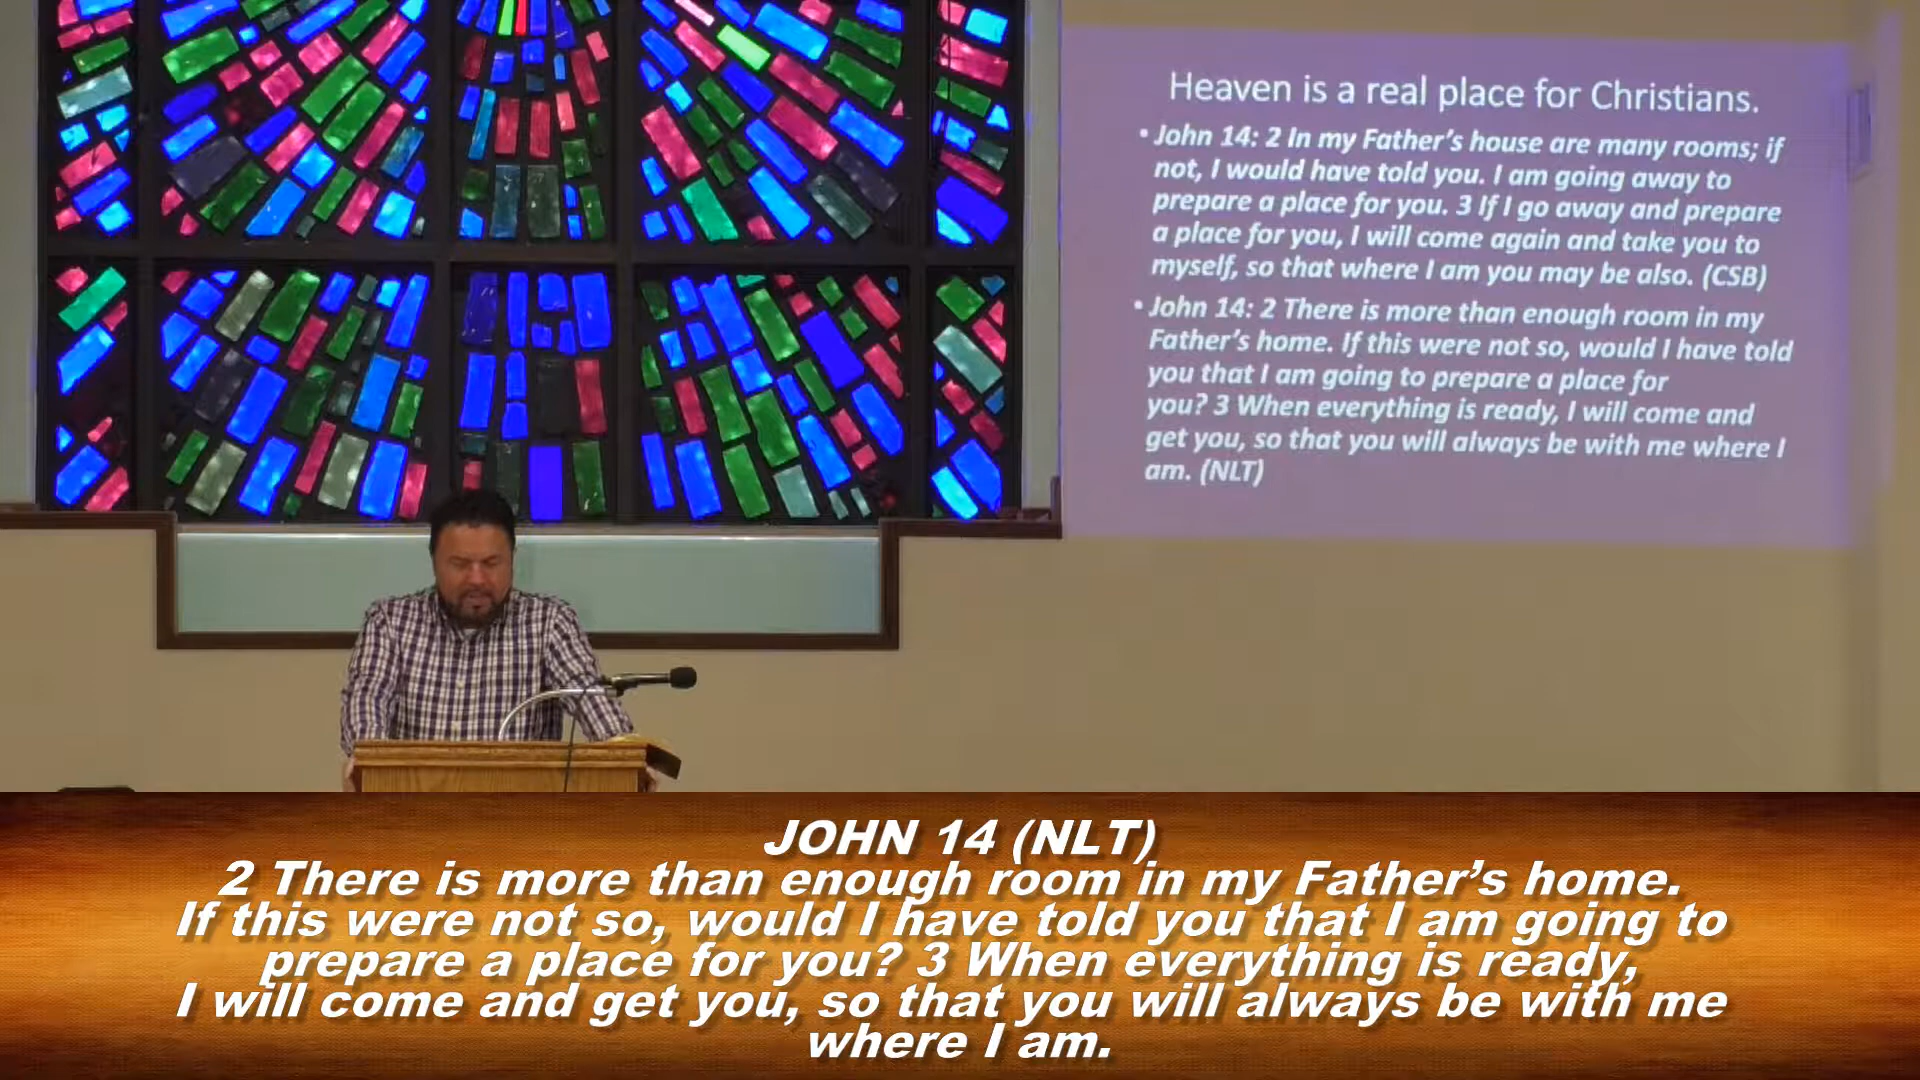 Heaven is a real place for Christians.
• John 14: 2 In my Father's house are many rooms; if
not, I would have told you. I am going away to
prepare a place for you. 3 If I go away and prepare
a place for you, I will come again and take you to
myself, so that where I am you may be also. (CSB)
• John 14: 2 There is more than enough room in my
Father's home. If this were not so, would I have told
you that I am going to prepare a place for
you? 3 When everything is ready, I will come and
get you, so that you will always be with me where I
am. (NLT)
JOHN 14 (NLT)
2 There is more than enough room in my Father's home.
If this were not so, would I have told you that I am going to
prepare a place for you? 3 When everything is ready,
I will come and get you, so that you will always be with me
where I am.